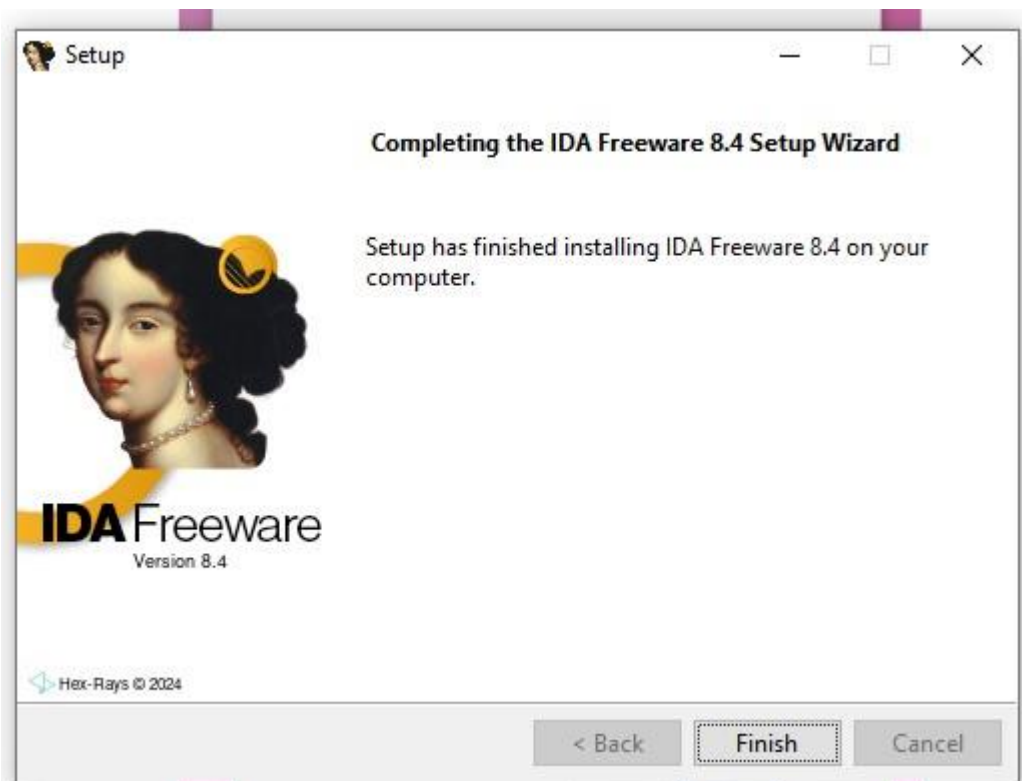 Setup
Completing the IDA Freeware 8.4 Setup Wizard
Setup has finished installing IDA Freeware 8.4 on your
computer.
IDA Freeware
Version 8.4
Hex-Rays © 2024
< Back Finish Cancel